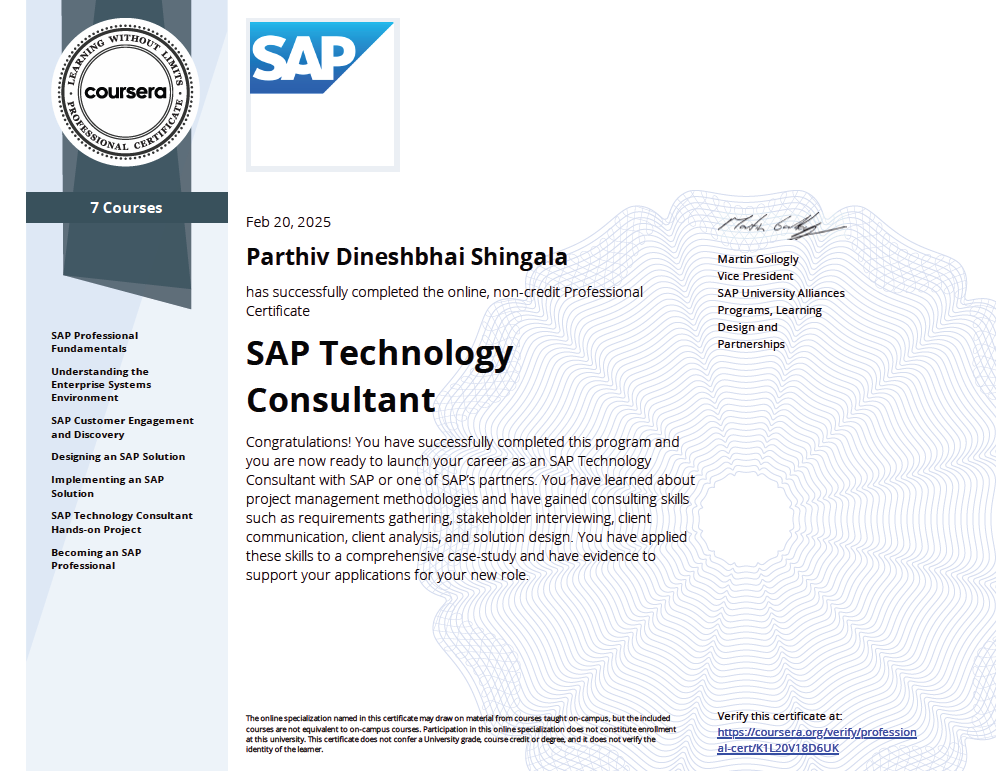 LEARNING WITHOUT LIMITS
coursera
PROFESSIONAL CERTIFICATE
7 Courses
SAP Professional
Fundamentals
Understanding the
Enterprise Systems
Environment
SAP Customer Engagement
and Discovery
Designing an SAP Solution
Implementing an SAP
Solution
SAP Technology Consultant
Hands-on Project
Becoming an SAP
Professional
SAP
Feb 20, 2025
Parthiv Dineshbhai Shingala
has successfully completed the online, non-credit Professional
Certificate
SAP Technology
Consultant
Congratulations! You have successfully completed this program and
you are now ready to launch your career as an SAP Technology
Consultant with SAP or one of SAP’s partners. You have learned about
project management methodologies and have gained consulting skills
such as requirements gathering, stakeholder interviewing, client
communication, client analysis, and solution design. You have applied
these skills to a comprehensive case-study and have evidence to
support your applications for your new role.
Martin Gollogly
Vice President
SAP University Alliances
Programs, Learning
Design and
Partnerships
The online specialization named in this certificate may draw on material from courses taught on-campus, but the included
courses are not equivalent to on-campus courses. Participation in this online specialization does not constitute enrollment
at this university. This certificate does not confer a University grade, course credit or degree, and it does not verify the
identity of the learner.
Verify this certificate at:
https://coursera.org/verify/profession
al-cert/K1L20V18D6UK